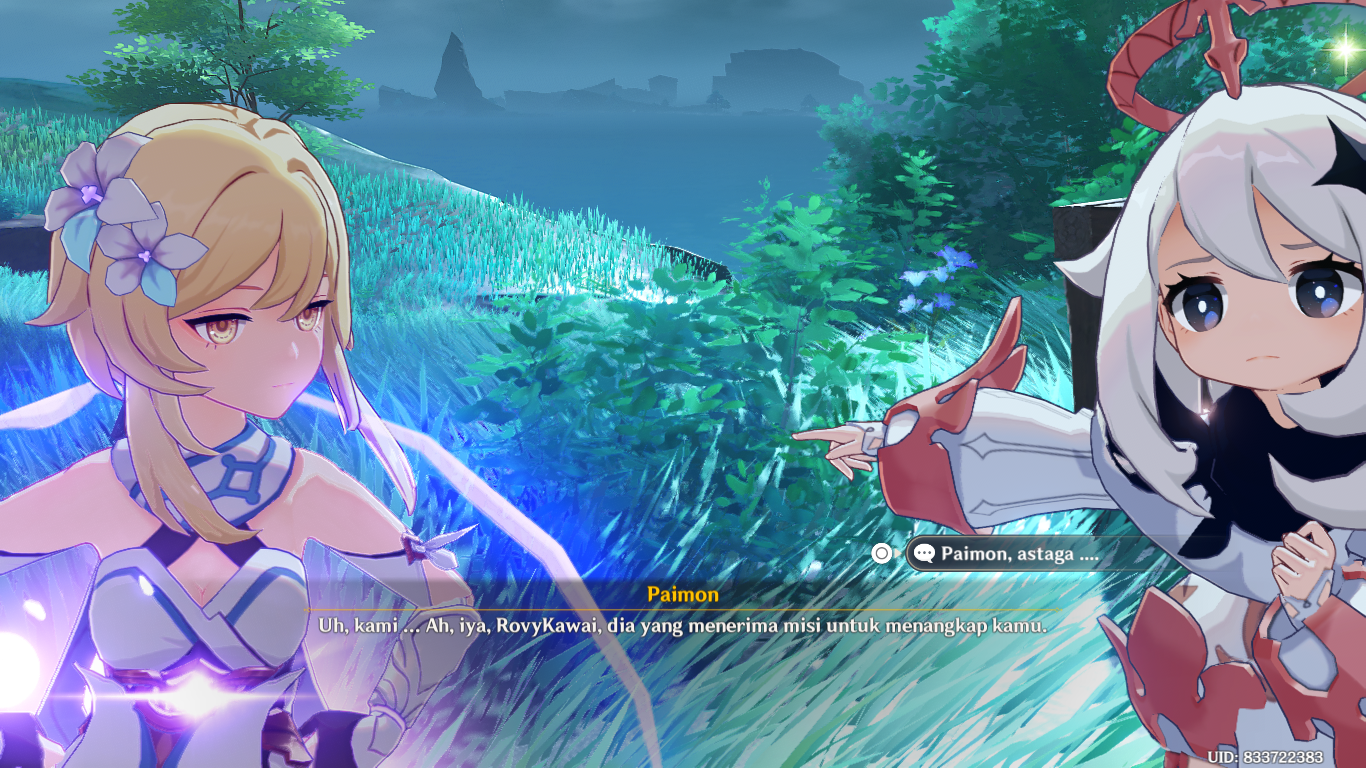 Paimon, astaga ....
Paimon
Uh, kami ... Ah, iya, RovyKawai, dia yang menerima misi untuk menangkap kamu.
UID: 833722383